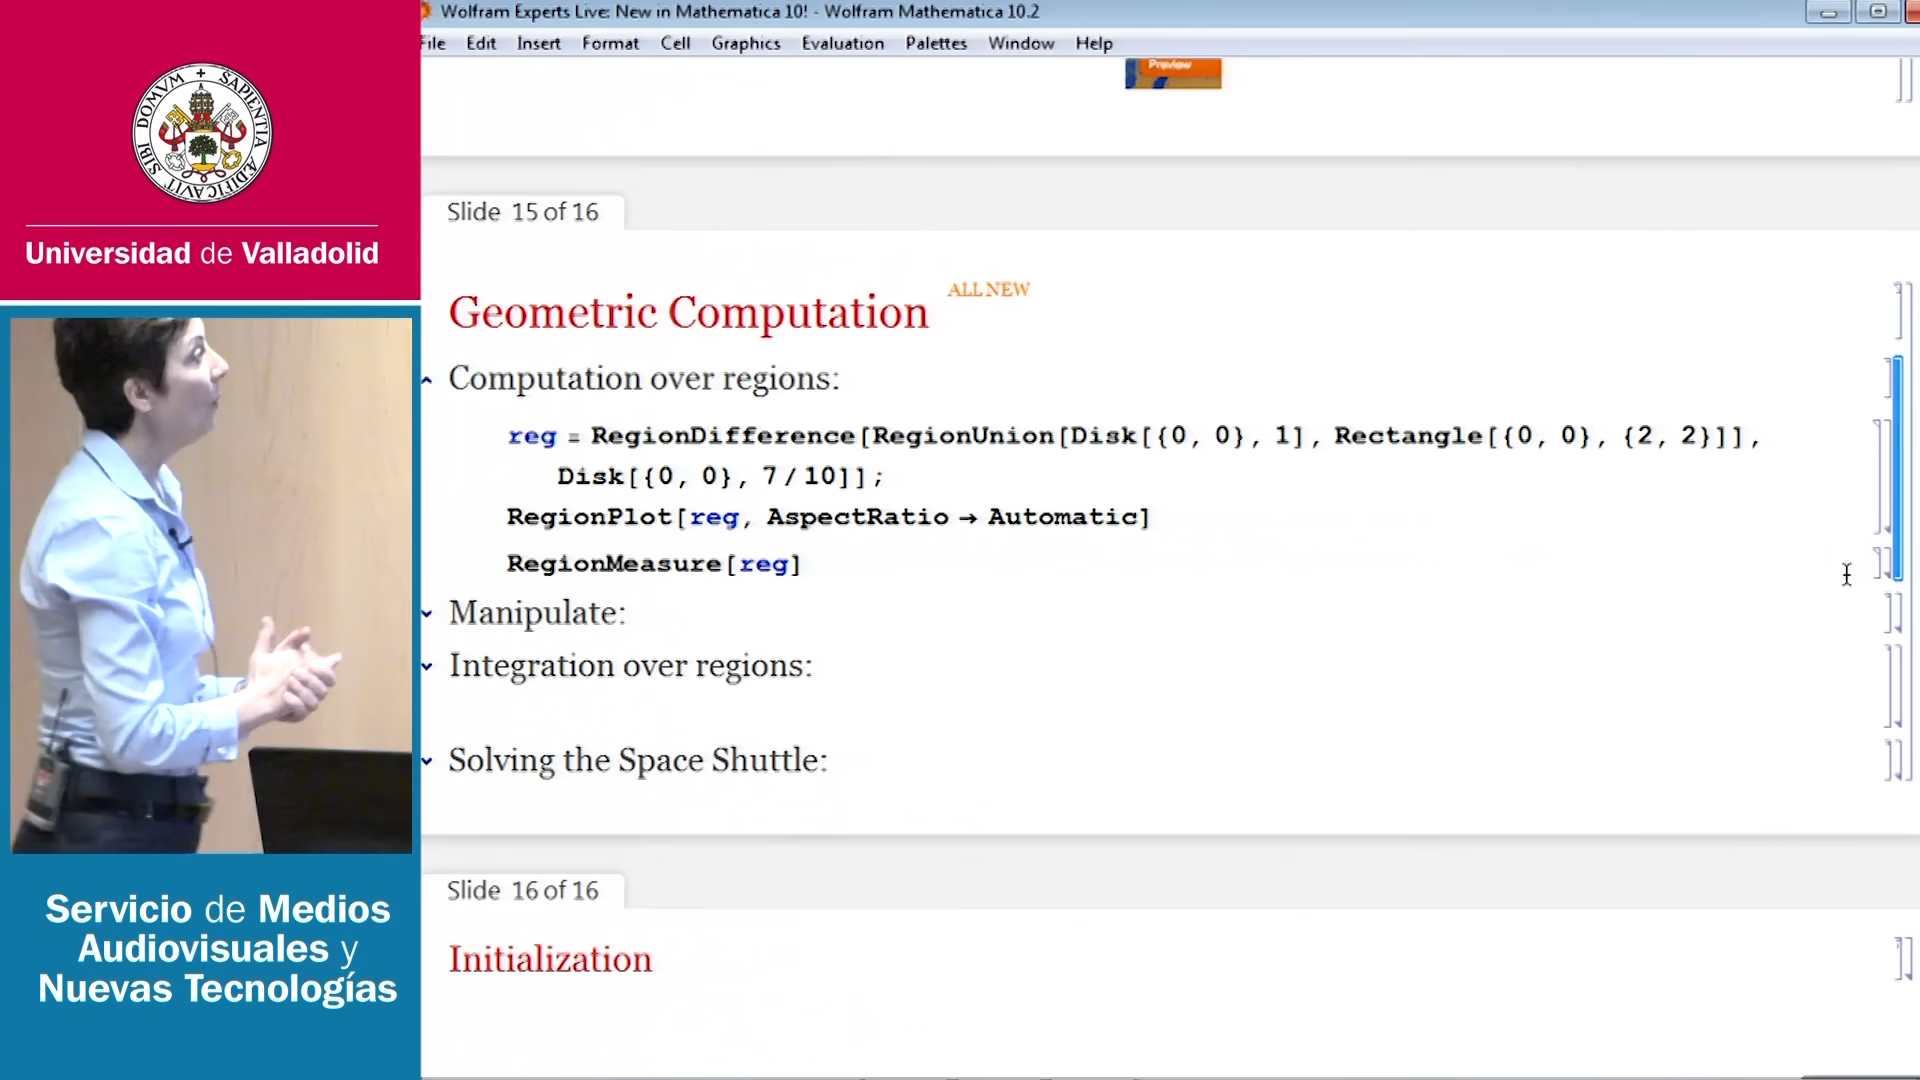 Wolfram Experts Live: New in Mathematica 10! - Wolfram Mathematica 10.2
File Edit Insert Format Cell Graphics Evaluation Palettes Window Help
Preview
SIBI DOMVM + SAPIENTIA ÆDIFICAVIT
Universidad de Valladolid
Slide 15 of 16
Geometric Computation ALL NEW
Computation over regions:
reg = RegionDifference[RegionUnion[Disk[{0, 0}, 1], Rectangle[{0, 0}, {2, 2}]],
Disk[{0, 0}, 7/10]];
RegionPlot[reg, AspectRatio → Automatic]
RegionMeasure[reg]
Manipulate:
Integration over regions:
Solving the Space Shuttle:
Slide 16 of 16
Initialization
Servicio de Medios
Audiovisuales y
Nuevas Tecnologías